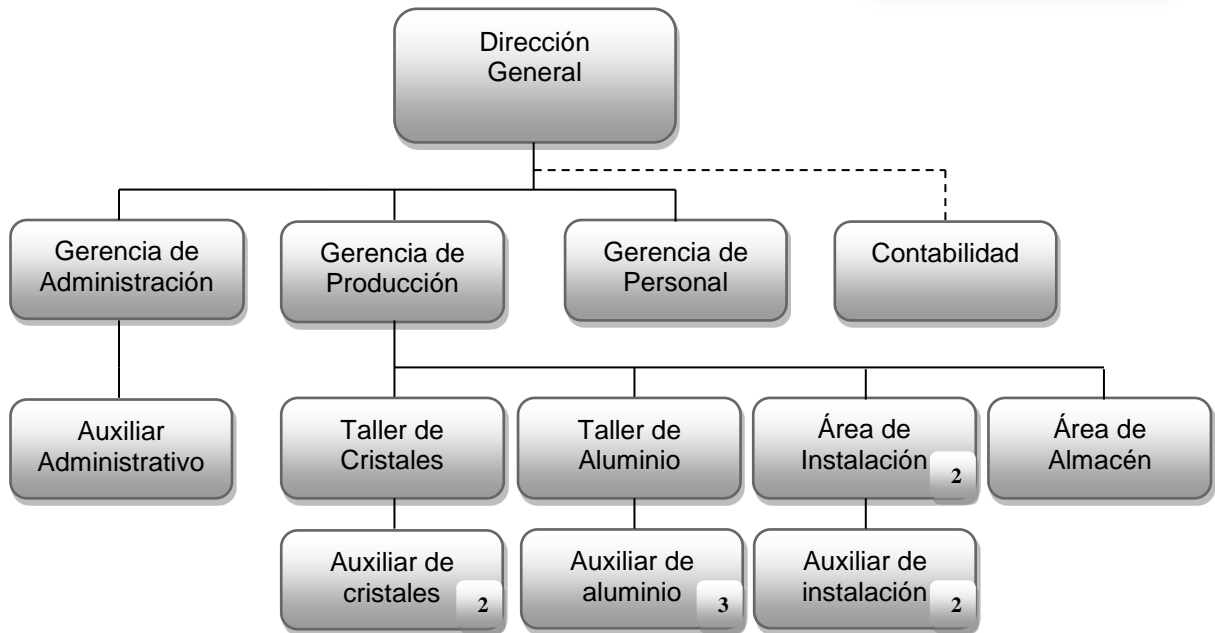 Dirección
General
Gerencia de
Administración
Gerencia de
Producción
Gerencia de
Personal
Contabilidad
Auxiliar
Administrativo
Taller de
Cristales
Taller de
Aluminio
Área de
Instalación
2
Área de
Almacén
Auxiliar de
cristales
2
Auxiliar de
aluminio
3
Auxiliar de
instalación
2